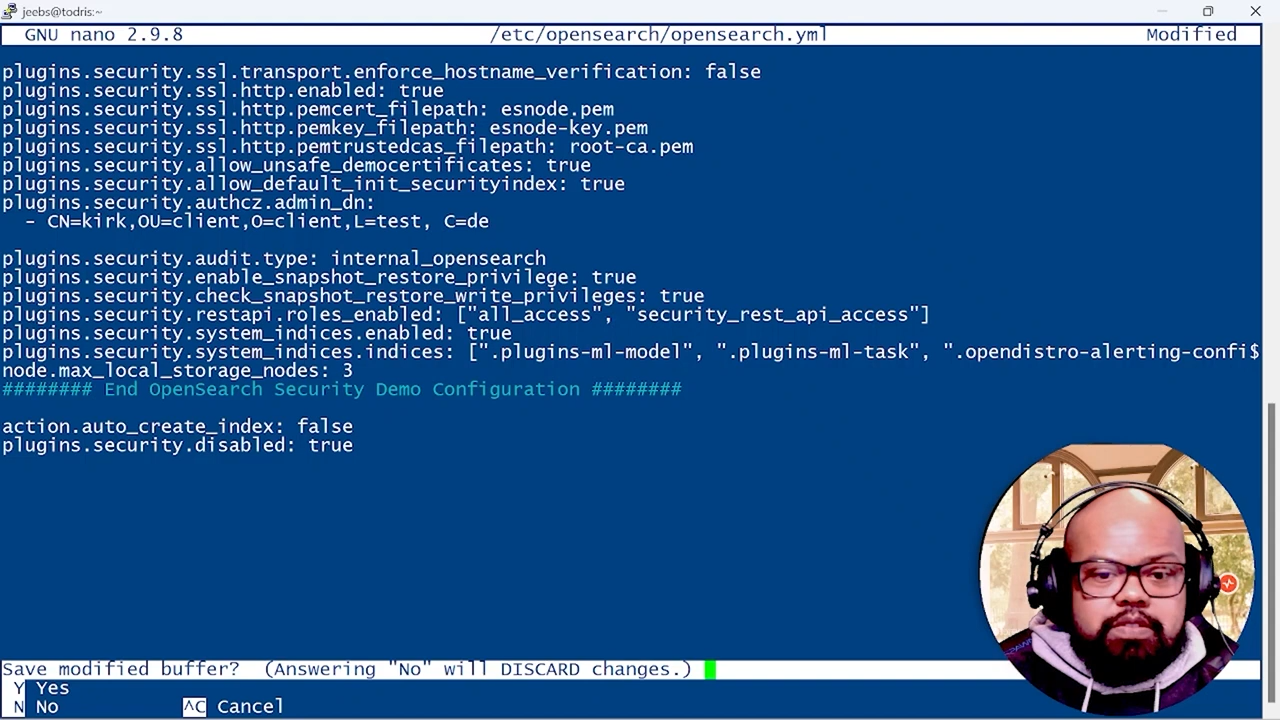 jeebs@todris:~
GNU nano 2.9.8 /etc/opensearch/opensearch.yml Modified
plugins.security.ssl.transport.enforce_hostname_verification: false
plugins.security.ssl.http.enabled: true
plugins.security.ssl.http.pemcert_filepath: esnode.pem
plugins.security.ssl.http.pemkey_filepath: esnode-key.pem
plugins.security.ssl.http.pemtrustedcas_filepath: root-ca.pem
plugins.security.allow_unsafe_democertificates: true
plugins.security.allow_default_init_securityindex: true
plugins.security.authcz.admin_dn:
- CN=kirk,OU=client,O=client,L=test, C=de
plugins.security.audit.type: internal_opensearch
plugins.security.enable_snapshot_restore_privilege: true
plugins.security.check_snapshot_restore_write_privileges: true
plugins.security.restapi.roles_enabled: ["all_access", "security_rest_api_access"]
plugins.security.system_indices.enabled: true
plugins.security.system_indices.indices: [".plugins-ml-model", ".plugins-ml-task", ".opendistro-alerting-confi$
node.max_local_storage_nodes: 3
######## End OpenSearch Security Demo Configuration ########
action.auto_create_index: false
plugins.security.disabled: true
Save modified buffer? (Answering "No" will DISCARD changes.)
Y Yes
N No ^C Cancel